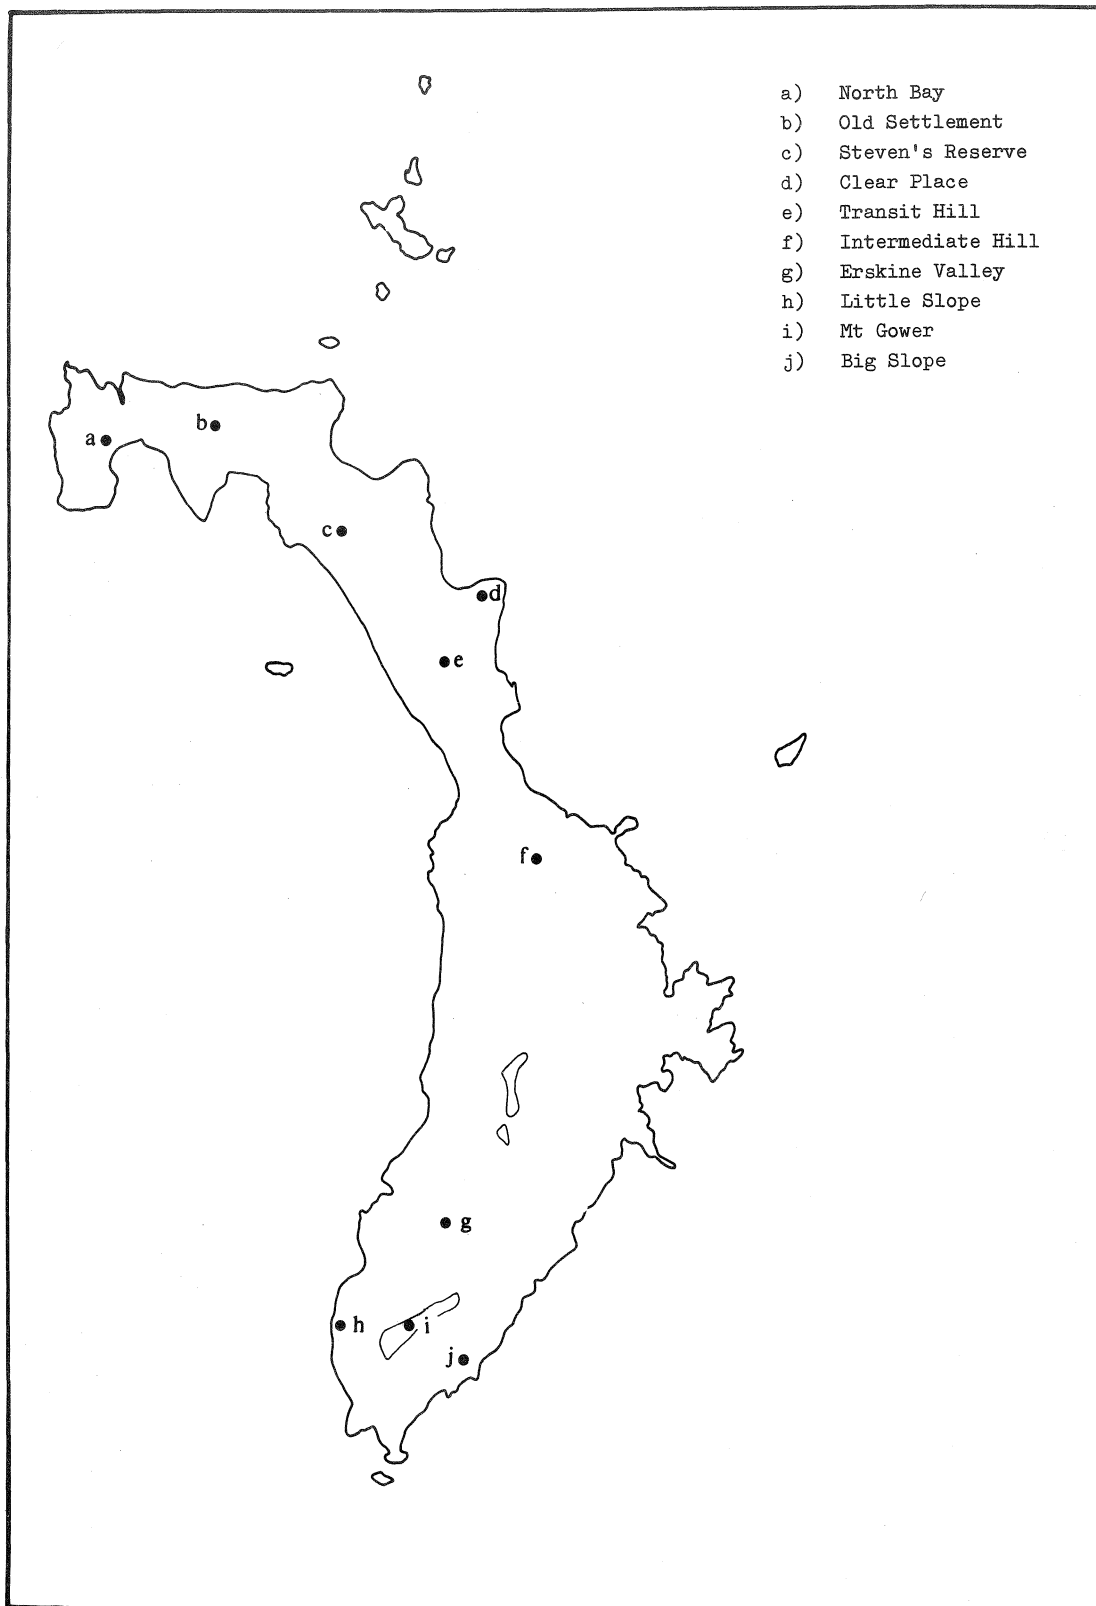 a) North Bay
b) Old Settlement
c) Steven's Reserve
d) Clear Place
e) Transit Hill
f) Intermediate Hill
g) Erskine Valley
h) Little Slope
i) Mt Gower
j) Big Slope
b
a
c
d
e
f
g
h
i
j